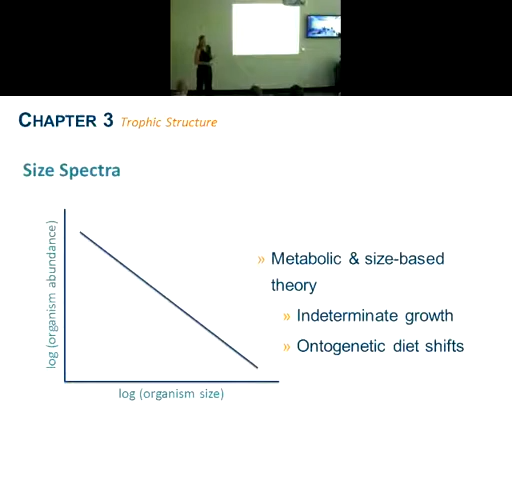 CHAPTER 3 Trophic Structure
Size Spectra
log (organism abundance)
log (organism size)
» Metabolic & size-based
theory
» Indeterminate growth
» Ontogenetic diet shifts